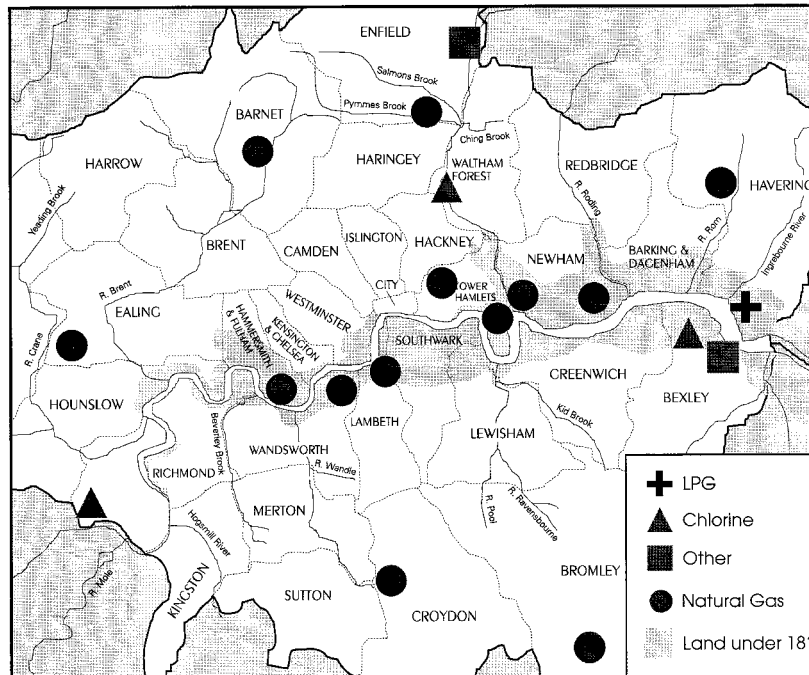 ENFIELD
Salmons Brook
Pymmes Brook
BARNET
Ching Brook
HARROW
HARINGEY
WALTHAM
FOREST
REDBRIDGE
HAVERING
Yeading Brook
R. Roding
R. Rom
Ingrebourne River
BRENT
CAMDEN
ISLINGTON
HACKNEY
NEWHAM
BARKING &
DAGENHAM
R. Brent
EALING
WESTMINSTER
CITY
TOWER
HAMLETS
HAMMERSMITH
& FULHAM
KENSINGTON
& CHELSEA
R. Crane
SOUTHWARK
GREENWICH
BEXLEY
HOUNSLOW
RICHMOND
Beverley Brook
WANDSWORTH
LAMBETH
LEWISHAM
Kid Brook
R. Wandle
R. Pool
R. Ravensbourne
MERTON
Hogsmill River
R. Mole
KINGSTON
SUTTON
CROYDON
BROMLEY
LPG
Chlorine
Other
Natural Gas
Land under 18'